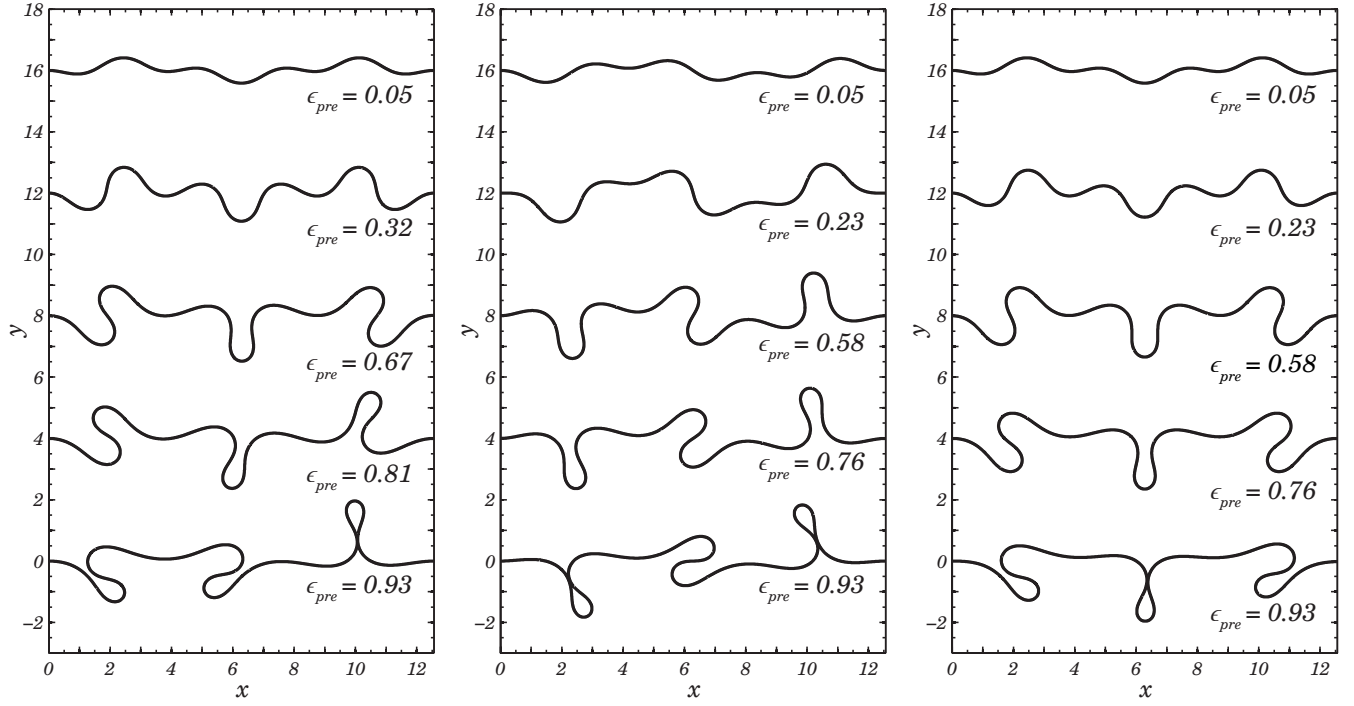 18
16
14
12
10
8
6
4
2
0
−2
y
ϵpre = 0.05
ϵpre = 0.32
ϵpre = 0.67
ϵpre = 0.81
ϵpre = 0.93
0 2 4 6 8 10 12
x
18
16
14
12
10
8
6
4
2
0
−2
y
ϵpre = 0.05
ϵpre = 0.23
ϵpre = 0.58
ϵpre = 0.76
ϵpre = 0.93
0 2 4 6 8 10 12
x
18
16
14
12
10
8
6
4
2
0
−2
y
ϵpre = 0.05
ϵpre = 0.23
ϵpre = 0.58
ϵpre = 0.76
ϵpre = 0.93
0 2 4 6 8 10 12
x